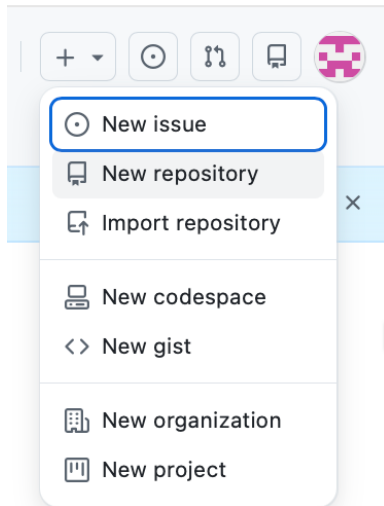 New issue
New repository
Import repository
New codespace
New gist
New organization
New project